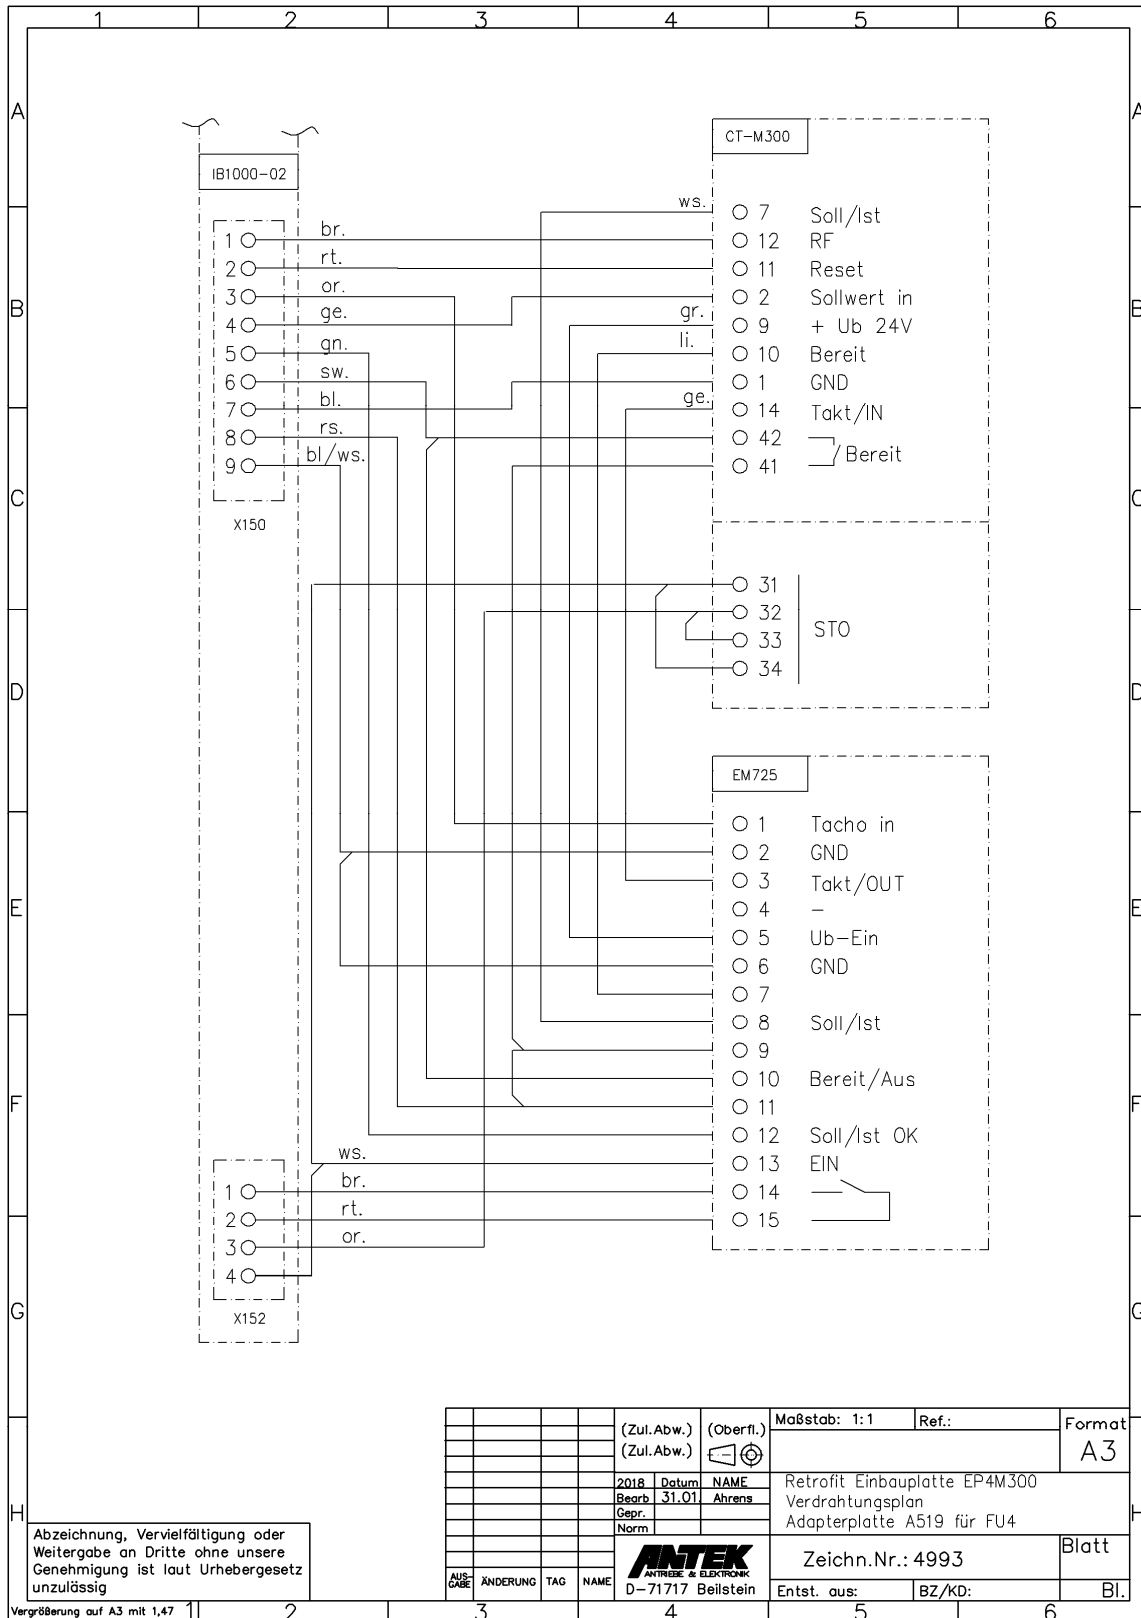 1 2 3 4 5 6
A A
B B
C C
D D
E E
F F
G G
H H
IB1000-02
1 br.
2 rt.
3 or.
4 ge.
5 gn.
6 sw.
7 bl.
8 rs.
9 bl/ws.
X150
CT-M300
ws. 7 Soll/Ist
12 RF
11 Reset
2 Sollwert in
gr. 9 + Ub 24V
li. 10 Bereit
1 GND
ge. 14 Takt/IN
42
Bereit
41
31
32
STO
33
34
EM725
1 Tacho in
2 GND
3 Takt/OUT
4 -
5 Ub-Ein
6 GND
7
8 Soll/Ist
9
10 Bereit/Aus
11
12 Soll/Ist OK
13 EIN
14
15
ws.
1 br.
2 rt.
3 or.
4
X152
(Zul.Abw.) (Oberfl.)
(Zul.Abw.)
Maßstab: 1:1 Ref.:
Format
A3
2018 Datum NAME
Bearb 31.01. Ahrens
Gepr.
Norm
Retrofit Einbauplatte EP4M300
Verdrahtungsplan
Adapterplatte A519 für FU4
ANTEK
ANTRIEBE & ELEKTRONIK
D-71717 Beilstein
Zeichn.Nr.: 4993
Blatt
Entst. aus: BZ/KD: Bl.
AUS-
GABE ÄNDERUNG TAG NAME
Abzeichnung, Vervielfältigung oder
Weitergabe an Dritte ohne unsere
Genehmigung ist laut Urhebergesetz
unzulässig
Vergrößerung auf A3 mit 1,47
1 2 3 4 5 6